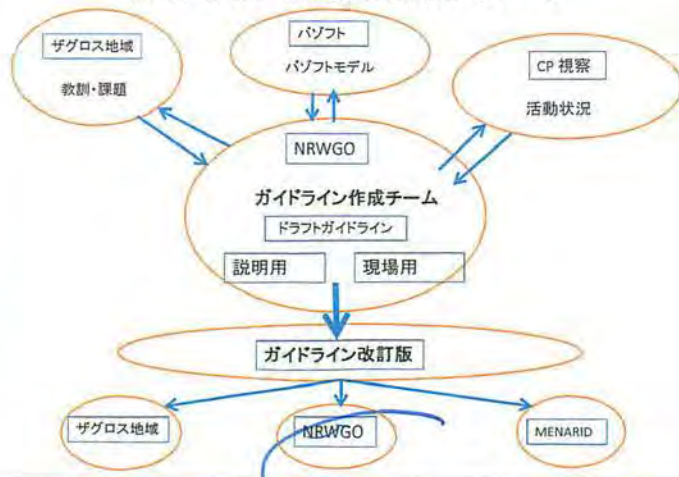 ザグロス地域
教訓・課題
バゾフト
バゾフトモデル
CP 視察
活動状況
NRWGO
ガイドライン作成チーム
ドラフトガイドライン
説明用
現場用
ガイドライン改訂版
ザグロス地域
NRWGO
MENARID